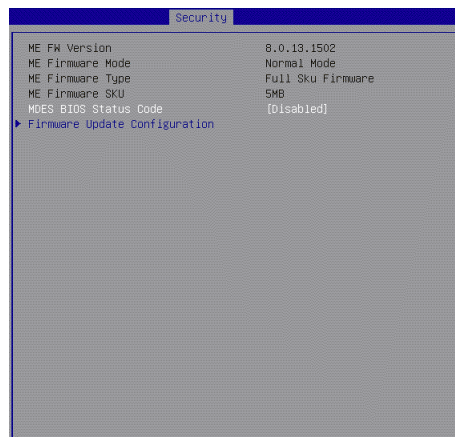 Security
ME FW Version 8.0.13.1502
ME Firmware Mode Normal Mode
ME Firmware Type Full Sku Firmware
ME Firmware SKU 5MB
MDES BIOS Status Code [Disabled]
Firmware Update Configuration